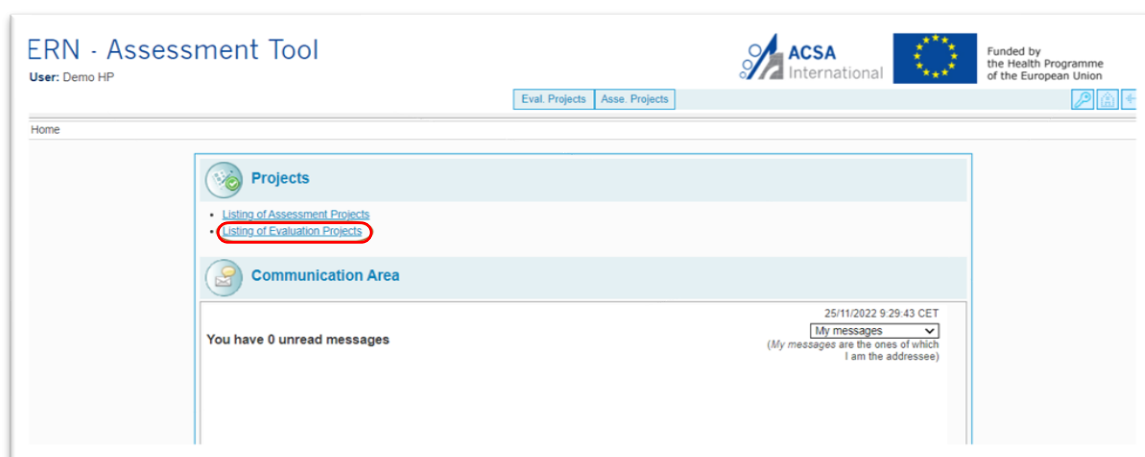 ERN - Assessment Tool
User: Demo HP
ACSA
International
Funded by
the Health Programme
of the European Union
Eval. Projects Asse. Projects
Home
Projects
Listing of Assessment Projects
Listing of Evaluation Projects
Communication Area
25/11/2022 9:29:43 CET
You have 0 unread messages
My messages
(My messages are the ones of which
I am the addressee)